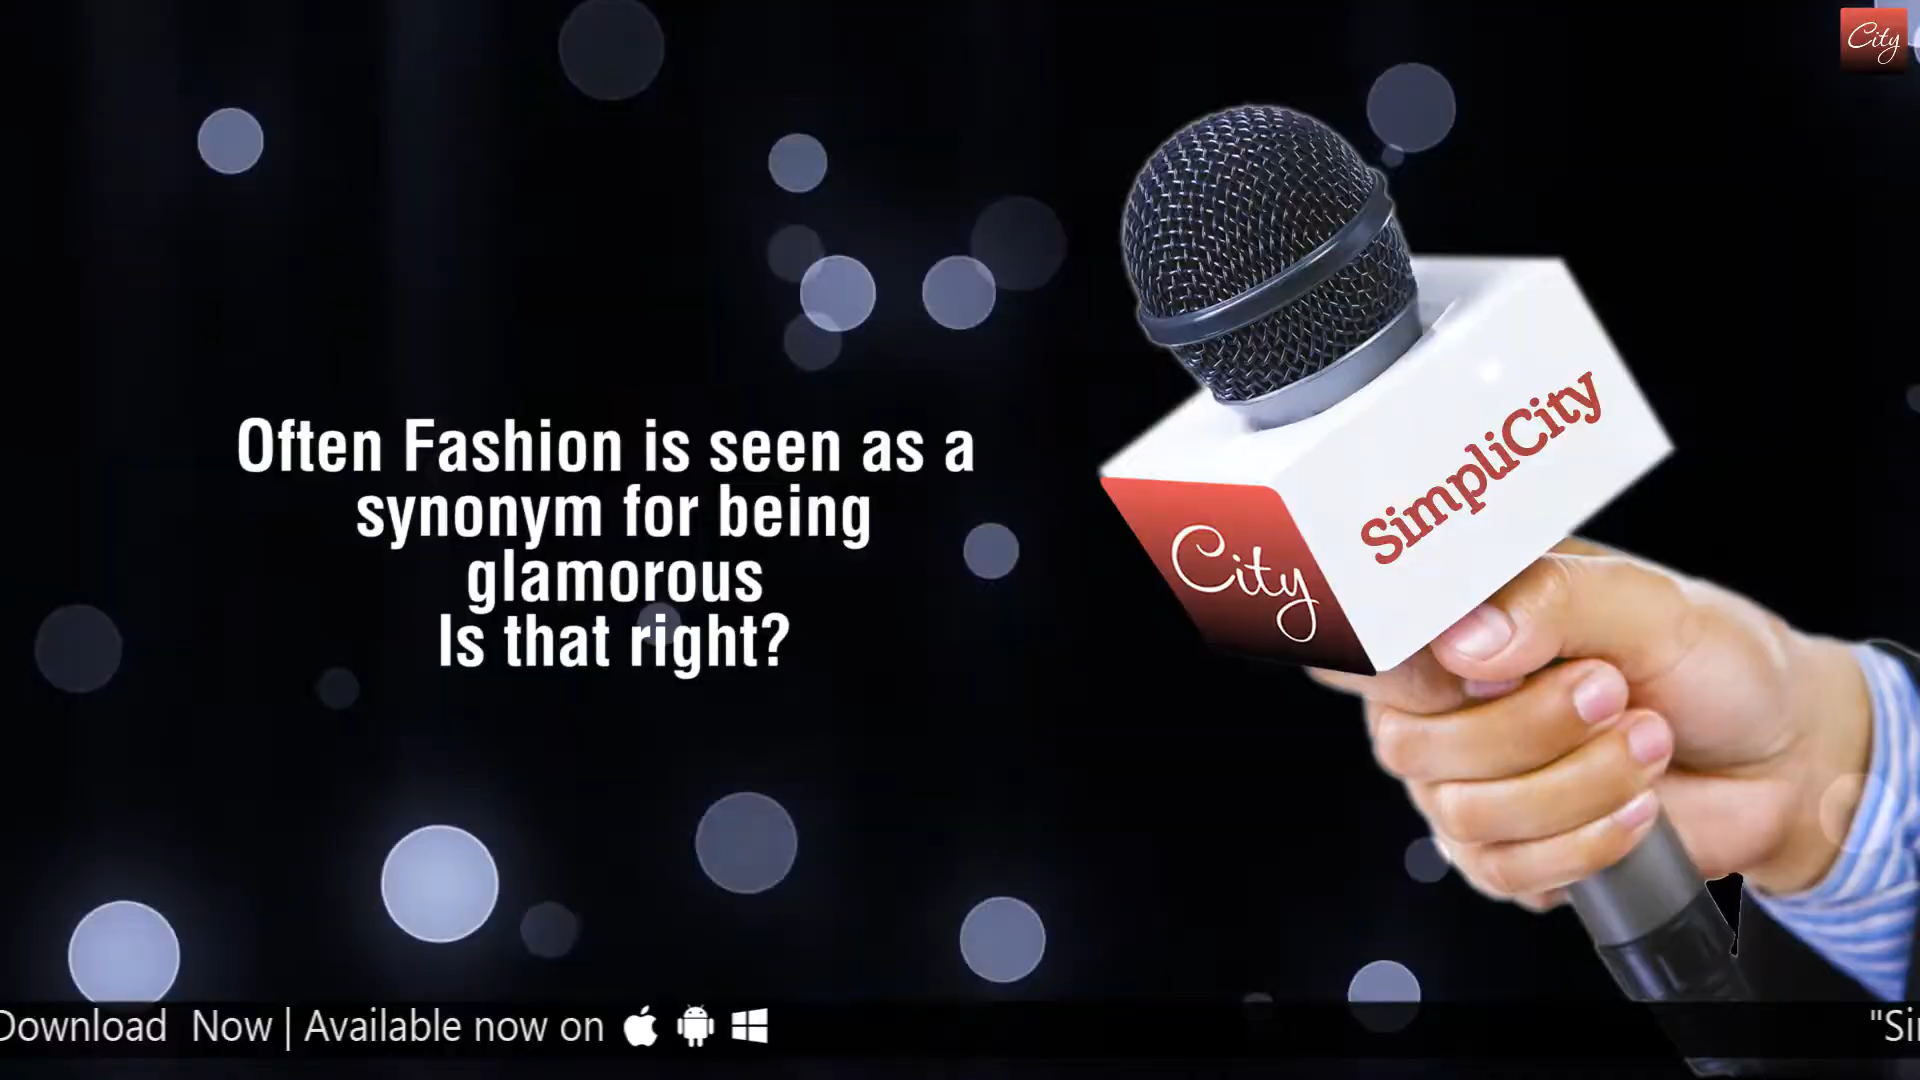 City
Often Fashion is seen as a
synonym for being
glamorous
Is that right?
SimpliCity
City
Download Now | Available now on
"Si